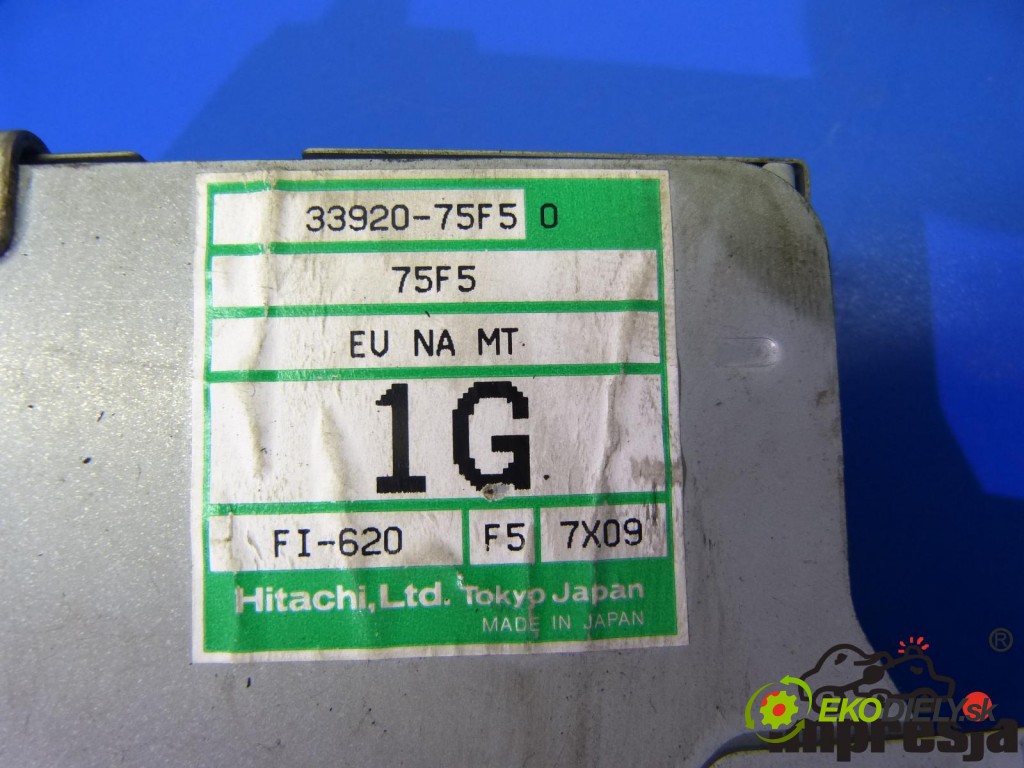 33920-75F5 0
75F5
EU NA MT
1G
FI-620 F5 7X09
Hitachi, Ltd. Tokyo Japan
MADE IN JAPAN
®
EKODIELY.sk
impresja